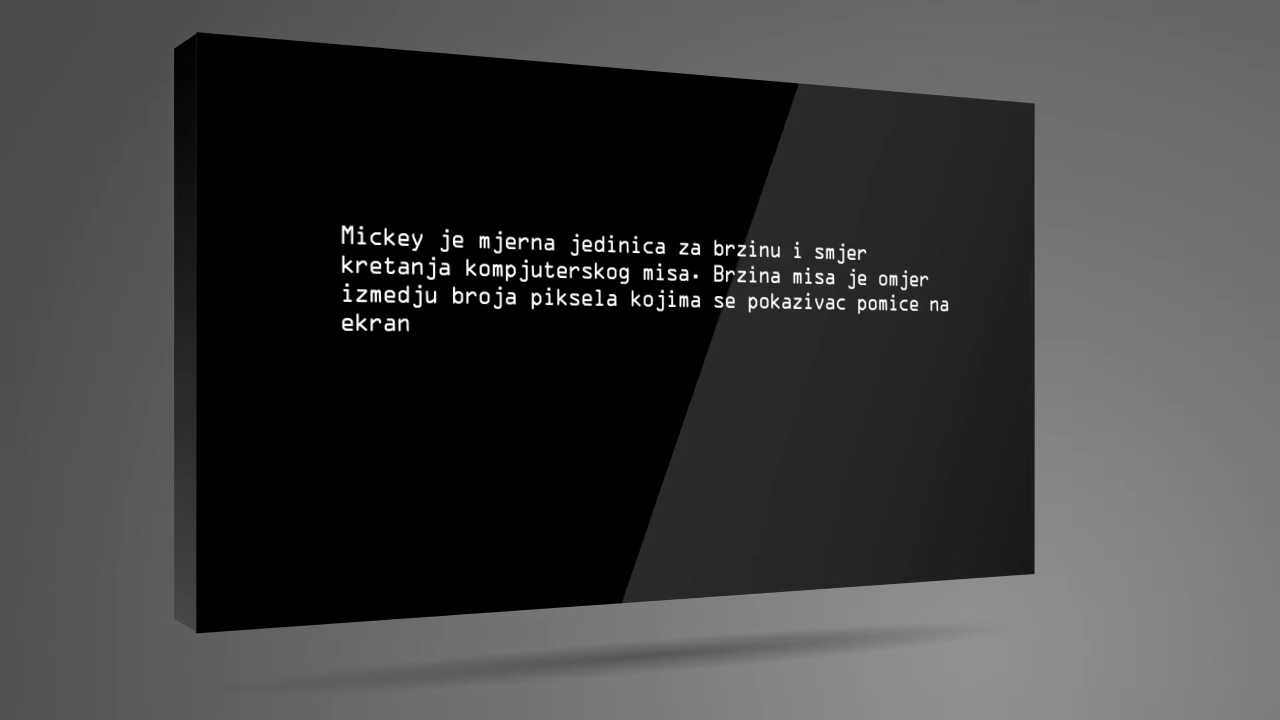 Mickey je mjerna jedinica za brzinu i smjer
kretanja kompjuterskog misa. Brzina misa je omjer
izmedju broja piksela kojima se pokazivac pomice na
ekran